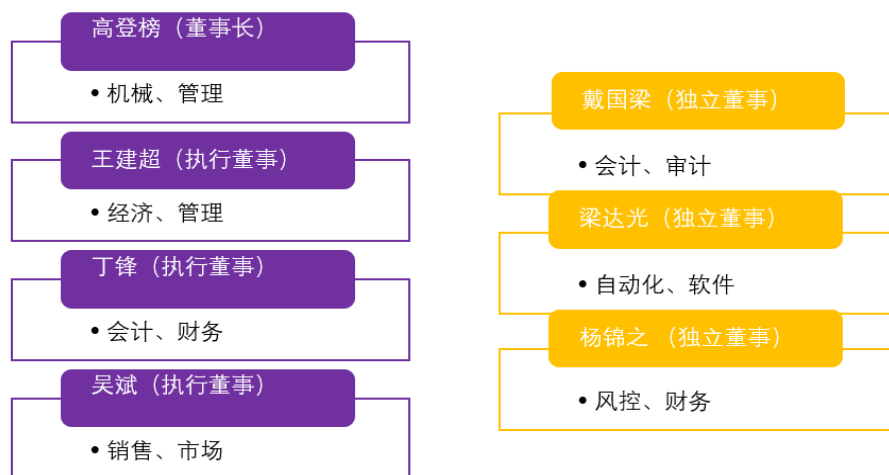 高登榜（董事长）
• 机械、管理
王建超（执行董事）
• 经济、管理
丁锋（执行董事）
• 会计、财务
吴斌（执行董事）
• 销售、市场
戴国梁（独立董事）
• 会计、审计
梁达光（独立董事）
• 自动化、软件
杨锦之 （独立董事）
• 风控、财务